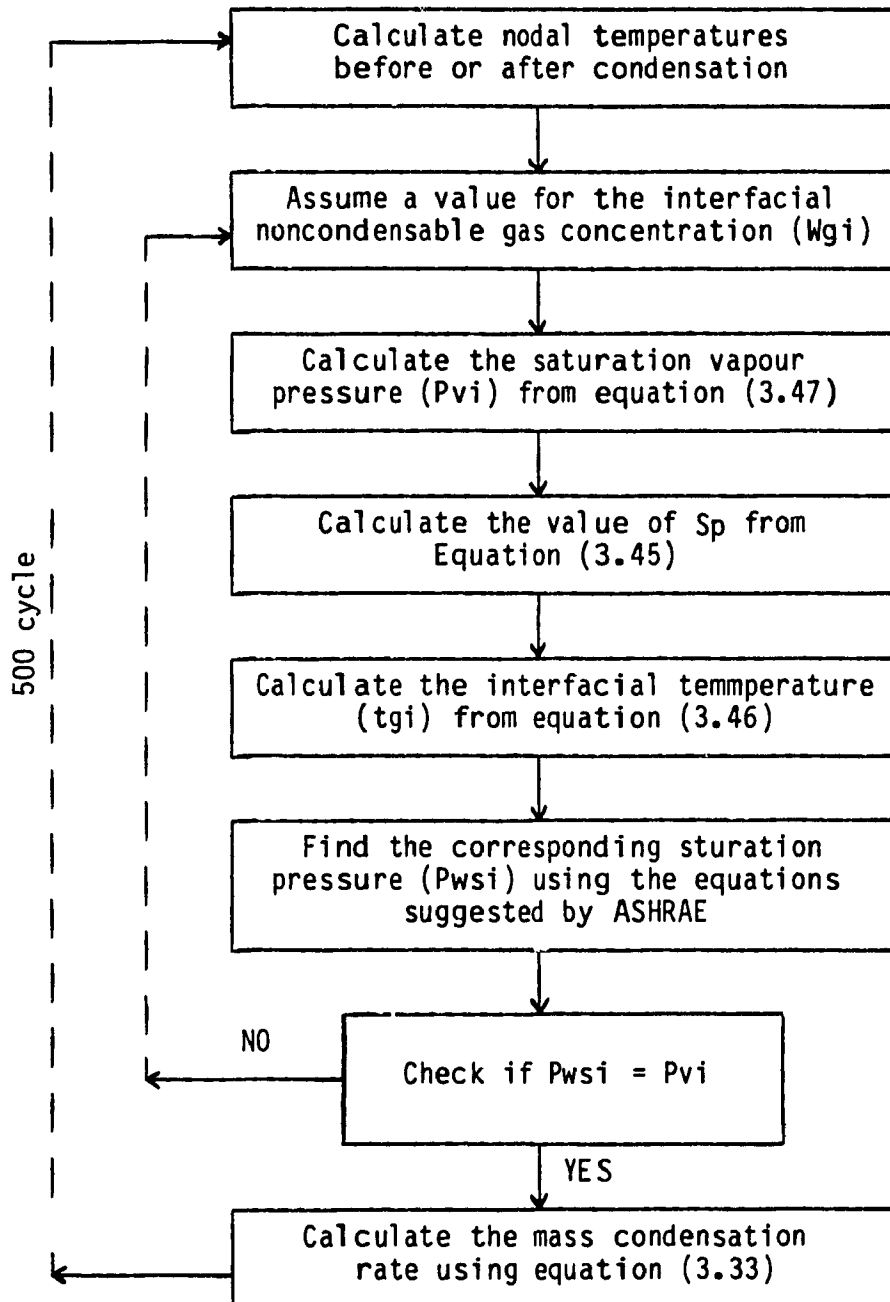 Calculate nodal temperatures
before or after condensation
Assume a value for the interfacial
noncondensable gas concentration (Wgi)
Calculate the saturation vapour
pressure (Pvi) from equation (3.47)
Calculate the value of Sp from
Equation (3.45)
500 cycle
Calculate the interfacial temmperature
(tgi) from equation (3.46)
Find the corresponding sturation
pressure (Pwsi) using the equations
suggested by ASHRAE
NO
Check if Pwsi = Pvi
YES
Calculate the mass condensation
rate using equation (3.33)